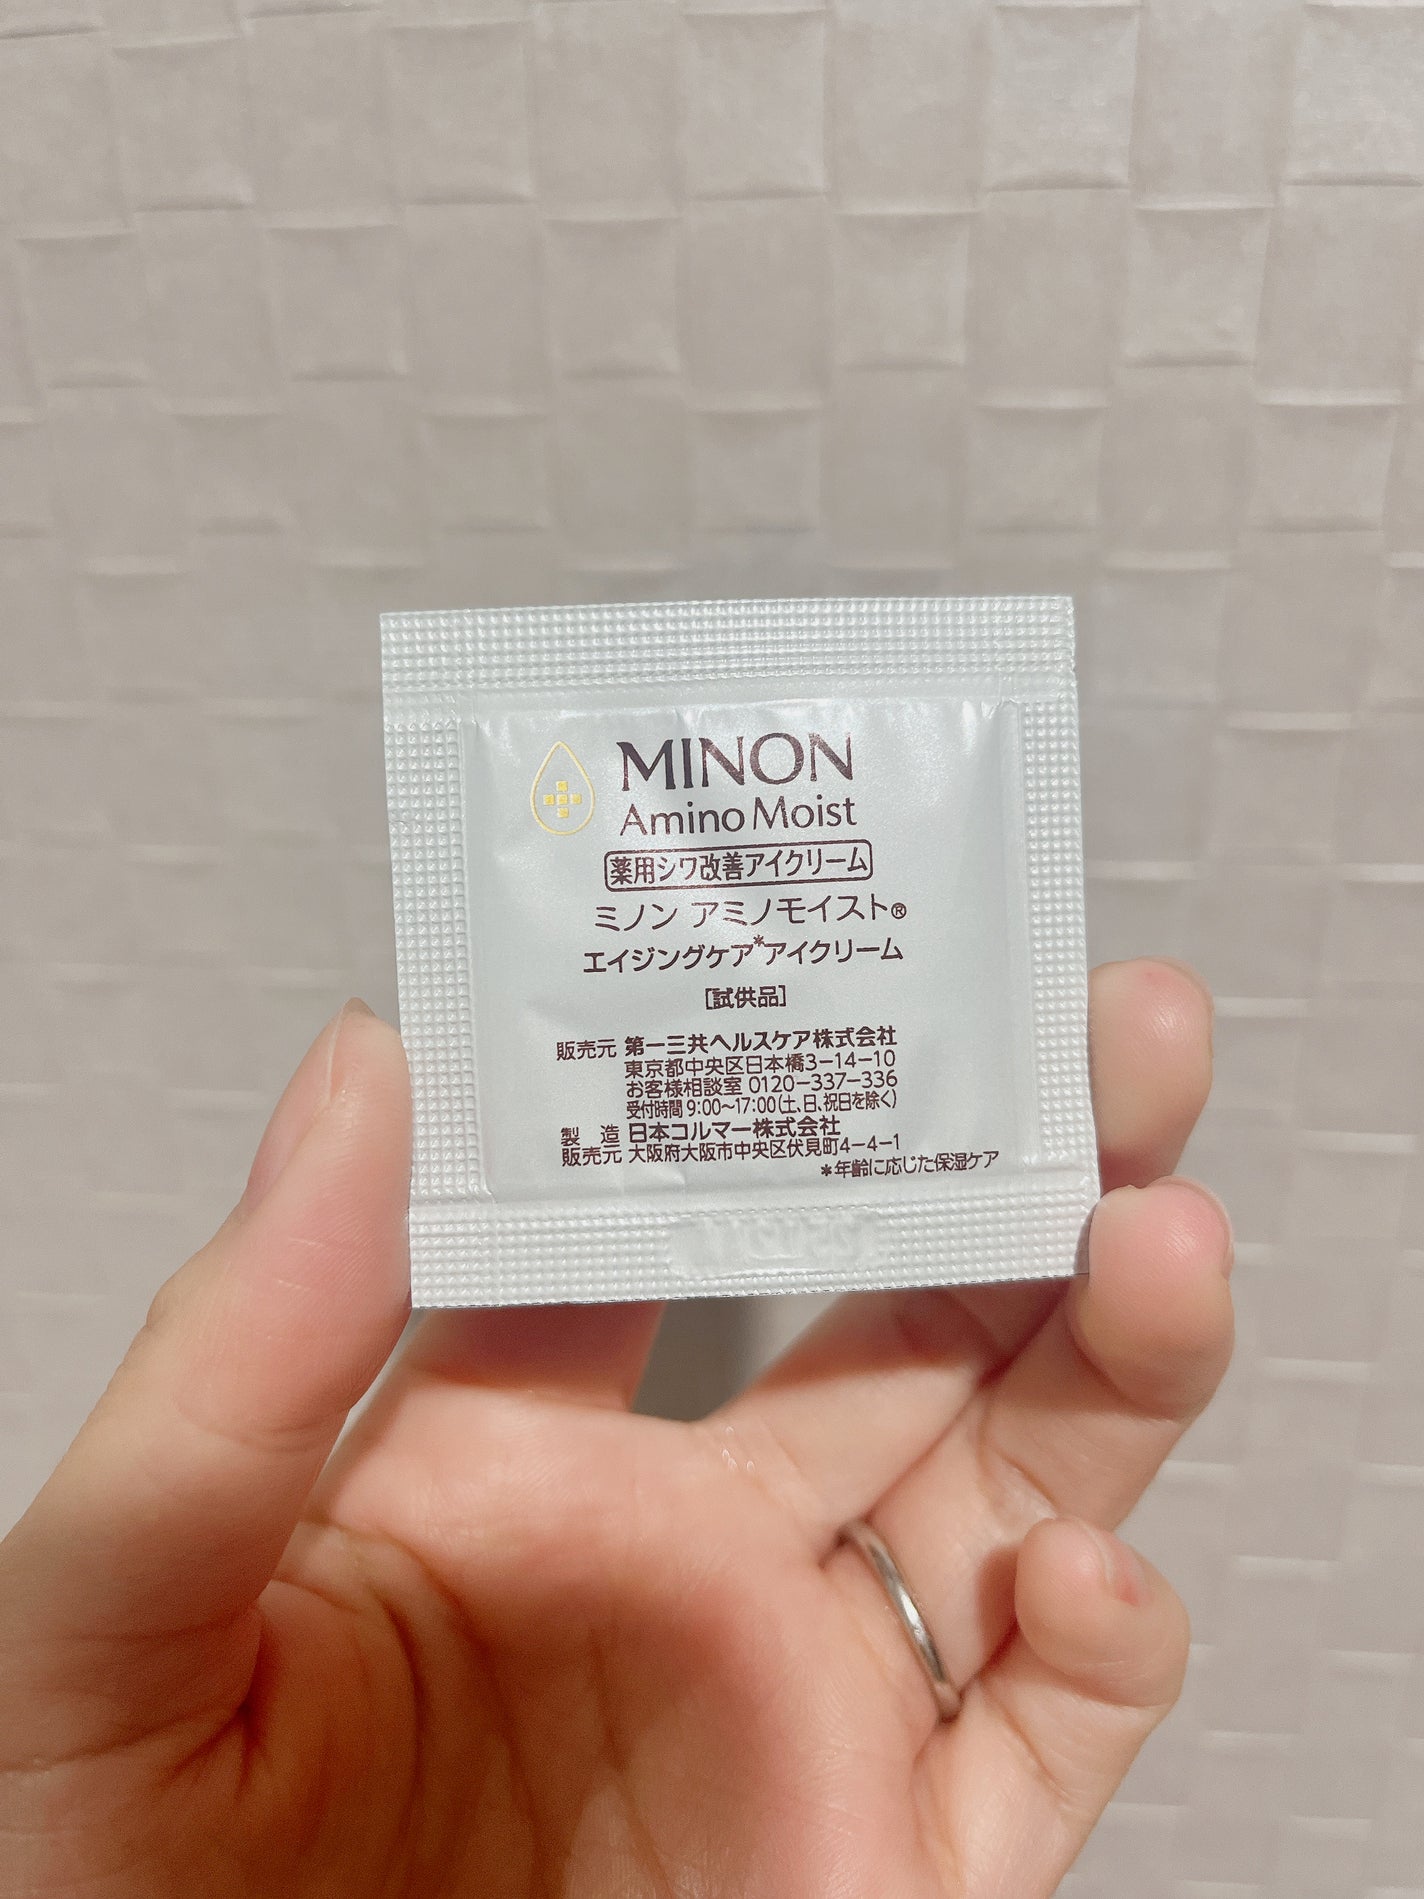 MINON
Amino Moist
薬用シワ改善アイクリーム
ミノン アミノモイスト®
エイジングケア*アイクリーム
[試供品]
販売元 第一三共ヘルスケア株式会社
東京都中央区日本橋3-14-10
お客様相談室 0120-337-336
受付時間 9:00~17:00(土、日、祝日を除く)
製造 日本コルマー株式会社
販売元 大阪府大阪市中央区伏見町4-4-1
*年齢に応じた保湿ケア